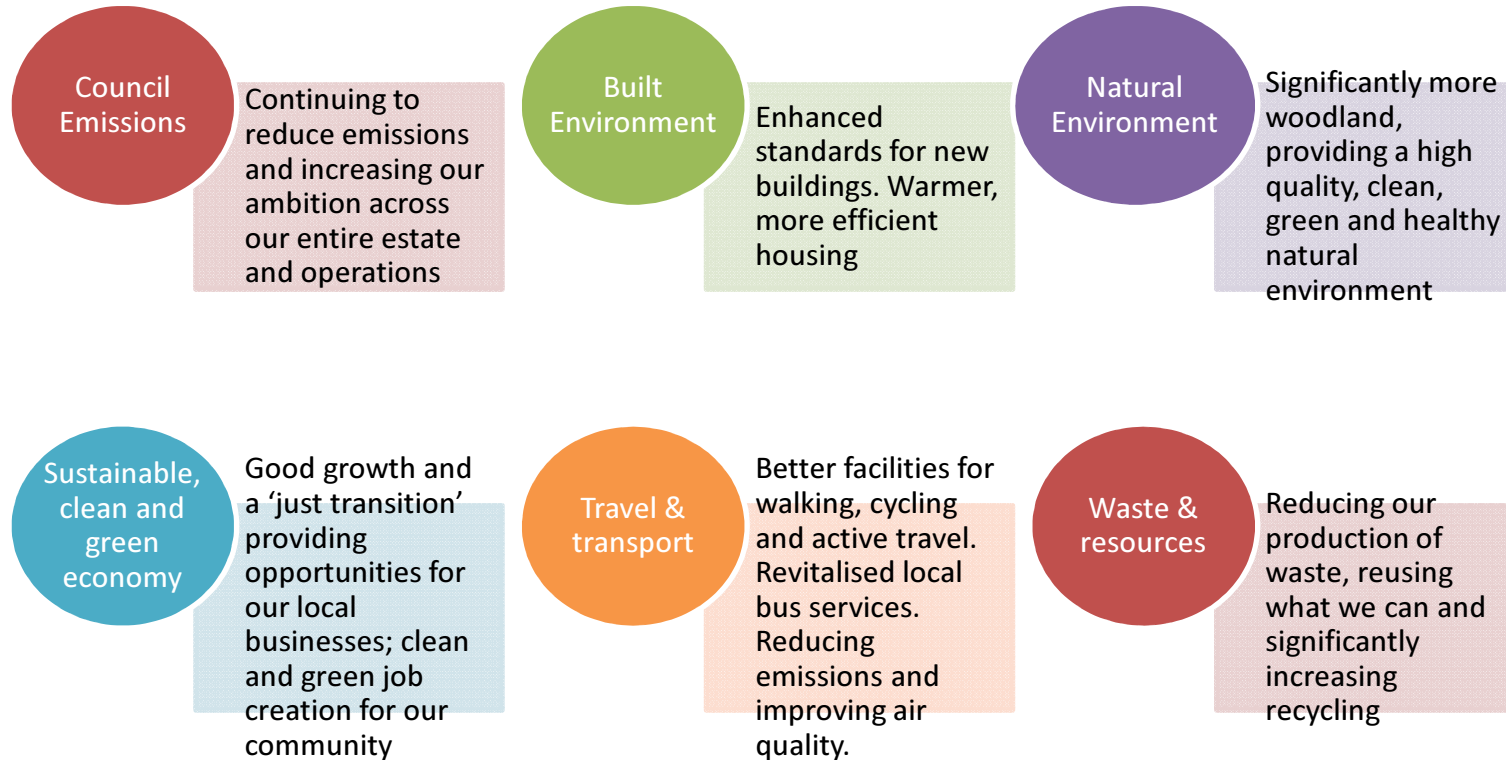 Council
Emissions
Continuing to
reduce emissions
and increasing our
ambition across
our entire estate
and operations
Built
Environment
Enhanced
standards for new
buildings. Warmer,
more efficient
housing
Natural
Environment
Significantly more
woodland,
providing a high
quality, clean,
green and healthy
natural
environment
Sustainable,
clean and
green
economy
Good growth and
a ‘just transition’
providing
opportunities for
our local
businesses; clean
and green job
creation for our
community
Travel &
transport
Better facilities for
walking, cycling
and active travel.
Revitalised local
bus services.
Reducing
emissions and
improving air
quality.
Waste &
resources
Reducing our
production of
waste, reusing
what we can and
significantly
increasing
recycling